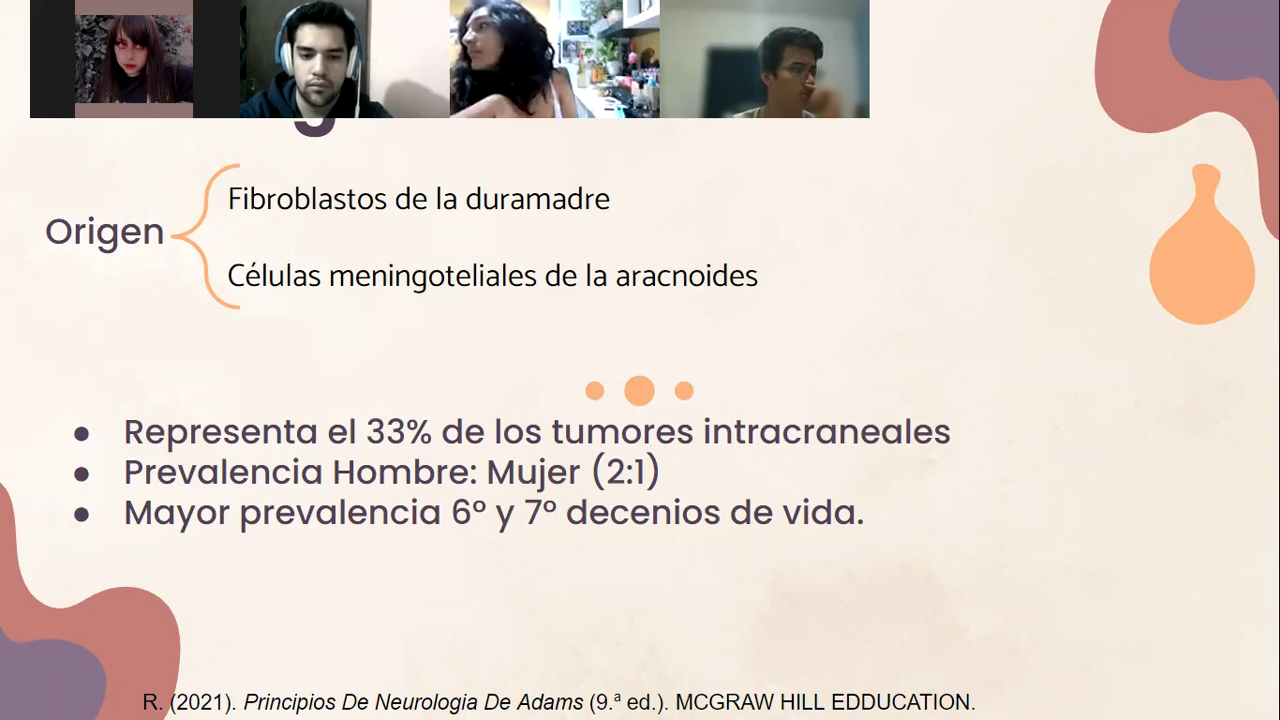 Fibroblastos de la duramadre
Origen
Células meningoteliales de la aracnoides
● Representa el 33% de los tumores intracraneales
● Prevalencia Hombre: Mujer (2:1)
● Mayor prevalencia 6º y 7º decenios de vida.
R. (2021). Principios De Neurologia De Adams (9.ª ed.). MCGRAW HILL EDDUCATION.